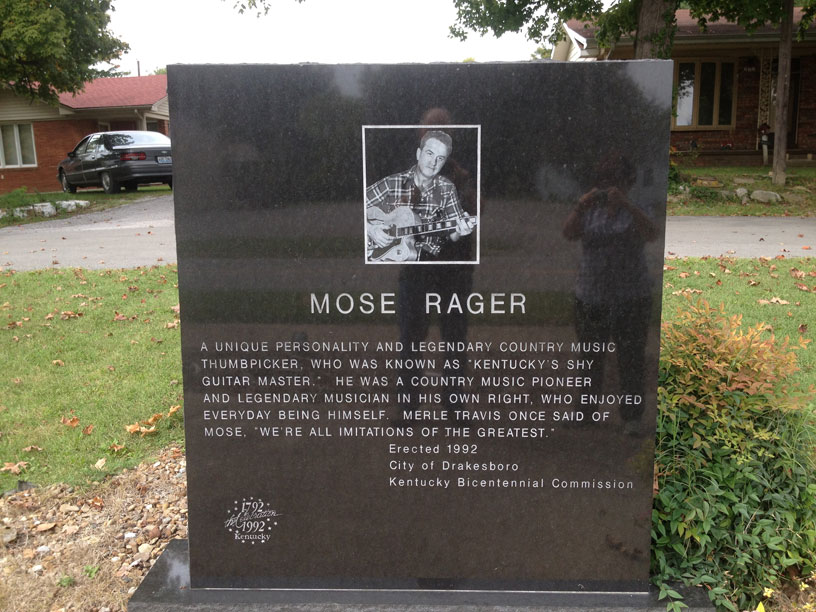 MOSE RAGER
A UNIQUE PERSONALITY AND LEGENDARY COUNTRY MUSIC
THUMBPICKER, WHO WAS KNOWN AS "KENTUCKY'S SHY
GUITAR MASTER." HE WAS A COUNTRY MUSIC PIONEER
AND LEGENDARY MUSICIAN IN HIS OWN RIGHT, WHO ENJOYED
EVERYDAY BEING HIMSELF. MERLE TRAVIS ONCE SAID OF
MOSE, "WE'RE ALL IMITATIONS OF THE GREATEST."
Erected 1992
City of Drakesboro
Kentucky Bicentennial Commission
1792
Celebration
1992
Kentucky